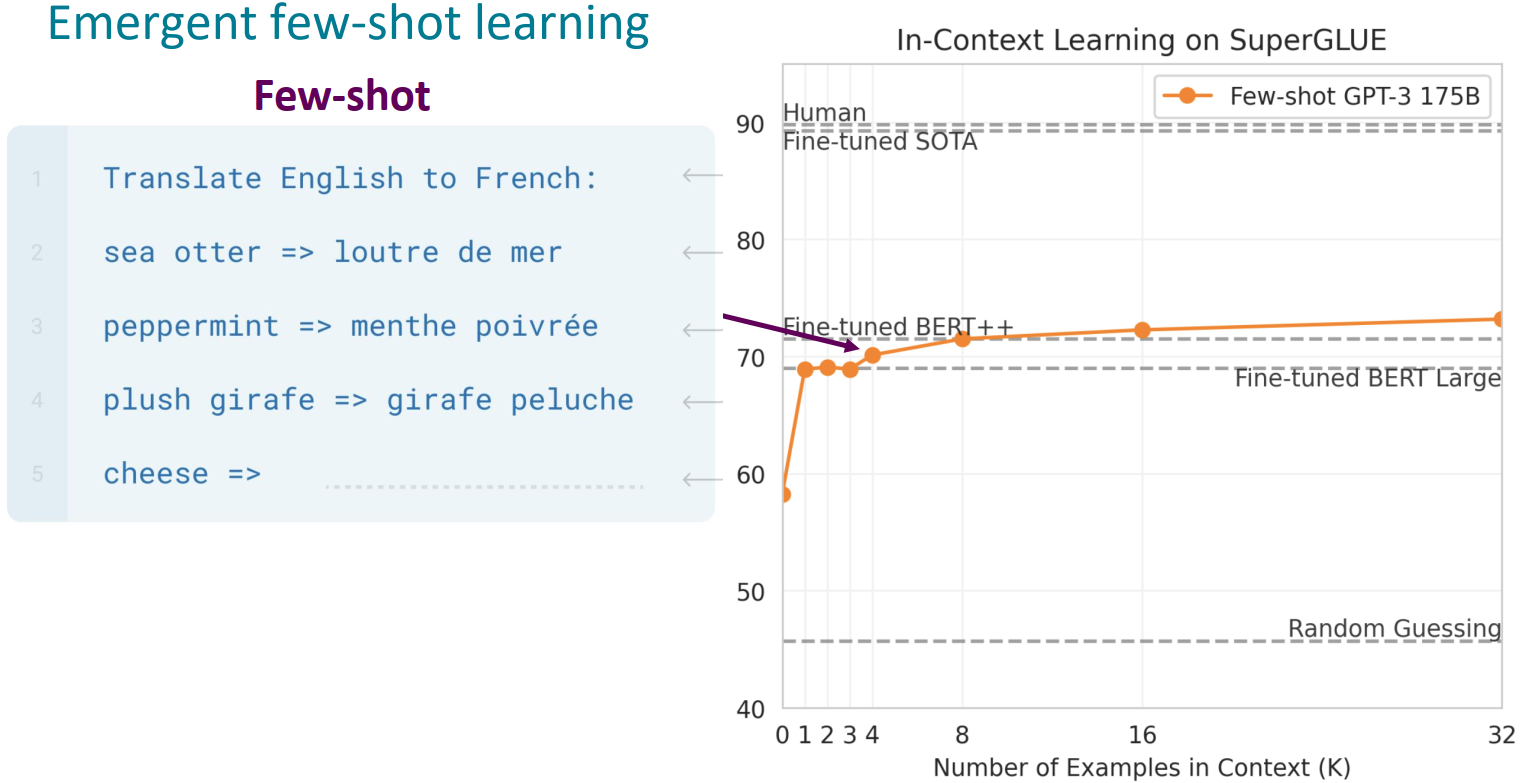 Emergent few-shot learning
Few-shot
1 Translate English to French:
2 sea otter => loutre de mer
3 peppermint => menthe poivrée
4 plush girafe => girafe peluche
5 cheese =>
In-Context Learning on SuperGLUE
Few-shot GPT-3 175B
Human
Fine-tuned SOTA
Fine-tuned BERT++
Fine-tuned BERT Large
Random Guessing
90
80
70
60
50
40
0 1 2 3 4 8 16 32
Number of Examples in Context (K)